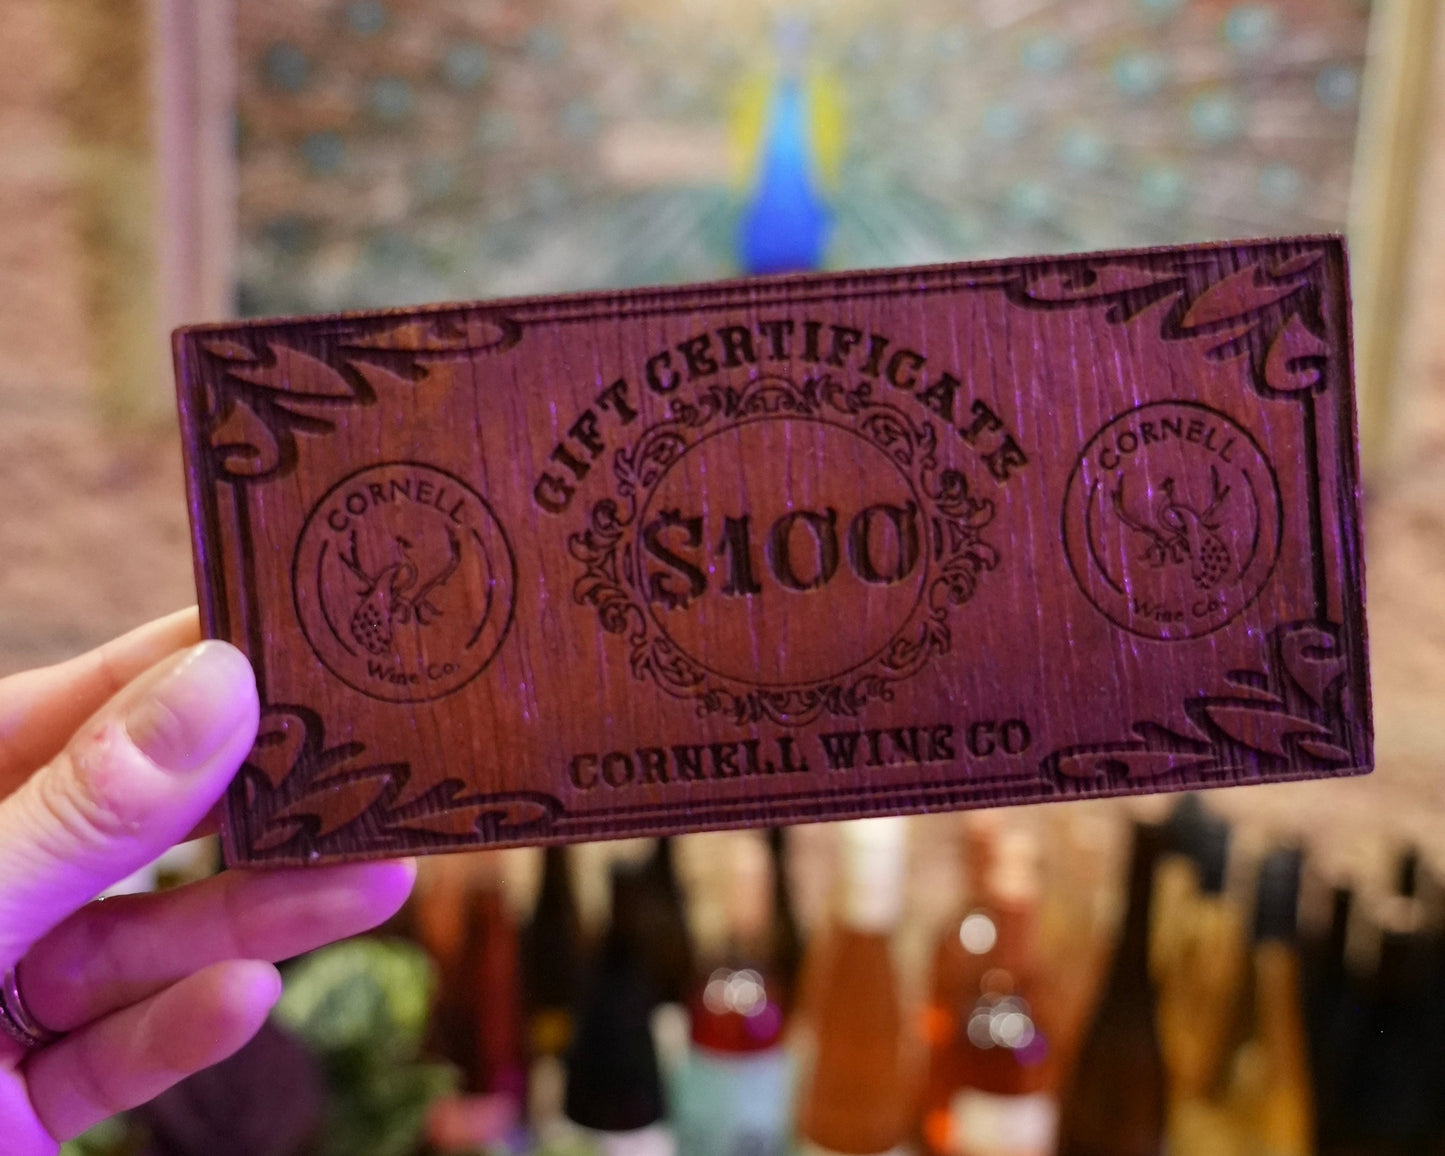 GIFT CERTIFICATE
CORNELL
Wine Co.
$100
CORNELL
Wine Co.
CORNELL WINE CO